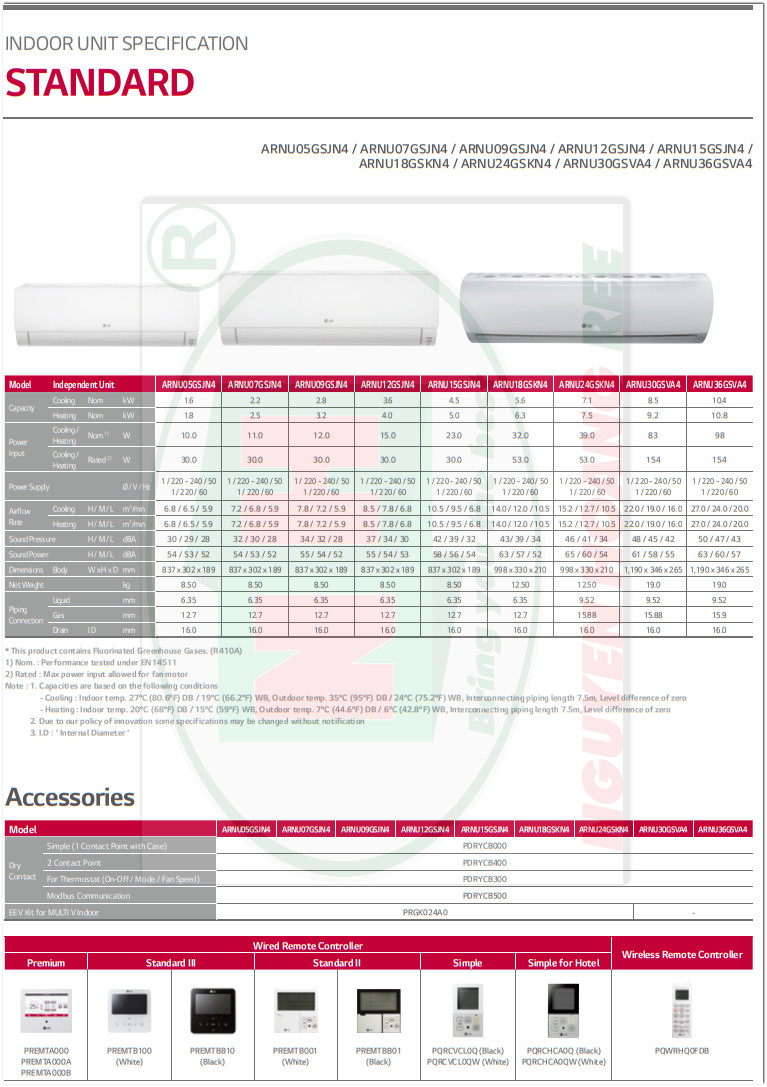 INDOOR UNIT SPECIFICATION
STANDARD
ARNU05GSJN4 / ARNU07GSJN4 / ARNU09GSJN4 / ARNU12GSJN4 / ARNU15GSJN4 /
ARNU18GSKN4 / ARNU24GSKN4 / ARNU30GSVA4 / ARNU36GSVA4
®
Bring you the best
NGUYEN
REE
LG
LG
LG
Model Independent Unit ARNU05GSJN4 ARNU07GSJN4 ARNU09GSJN4 ARNU12GSJN4 ARNU15GSJN4 ARNU18GSKN4 ARNU24GSKN4 ARNU30GSVA4 ARNU36GSVA4
Capacity Cooling Nom kW 1.6 2.2 2.8 3.6 4.5 5.6 7.1 8.5 10.4
Heating Nom kW 1.8 2.5 3.2 4.0 5.0 6.3 7.5 9.2 10.8
Power Input Cooling / Heating Nom 1) W 10.0 11.0 12.0 15.0 23.0 32.0 39.0 83 98
Cooling / Heating Rated 2) W 30.0 30.0 30.0 30.0 30.0 53.0 53.0 154 154
Power Supply Ø / V / Hz 1 / 220 ~ 240 / 50 1 / 220 ~ 240 / 50 1 / 220 ~ 240 / 50 1 / 220 ~ 240 / 50 1 / 220 ~ 240 / 50 1 / 220 ~ 240 / 50 1 / 220 ~ 240 / 50 1 / 220 ~ 240 / 50 1 / 220 ~ 240 / 50
1 / 220 / 60 1 / 220 / 60 1 / 220 / 60 1 / 220 / 60 1 / 220 / 60 1 / 220 / 60 1 / 220 / 60 1 / 220 / 60 1 / 220 / 60
Airflow Rate Cooling H / M / L m³/min 6.8 / 6.5 / 5.9 7.2 / 6.8 / 5.9 7.8 / 7.2 / 5.9 8.5 / 7.8 / 6.8 10.5 / 9.5 / 6.8 14.0 / 12.0 / 10.5 15.2 / 12.7 / 10.5 22.0 / 19.0 / 16.0 27.0 / 24.0 / 20.0
Heating H / M / L m³/min 6.8 / 6.5 / 5.9 7.2 / 6.8 / 5.9 7.8 / 7.2 / 5.9 8.5 / 7.8 / 6.8 10.5 / 9.5 / 6.8 14.0 / 12.0 / 10.5 15.2 / 12.7 / 10.5 22.0 / 19.0 / 16.0 27.0 / 24.0 / 20.0
Sound Pressure H / M / L dBA 30 / 29 / 28 32 / 30 / 28 34 / 32 / 28 37 / 34 / 30 42 / 39 / 32 43/ 39 / 34 46 / 41 / 34 48 / 45 / 42 50 / 47 / 43
Sound Power H / M / L dBA 54 / 53 / 52 54 / 53 / 52 55 / 54 / 52 55 / 54 / 53 58 / 56 / 54 63 / 57 / 52 65 / 60 / 54 61 / 58 / 55 63 / 60 / 57
Dimensions Body W x H x D mm 837 x 302 x 189 837 x 302 x 189 837 x 302 x 189 837 x 302 x 189 837 x 302 x 189 998 x 330 x 210 998 x 330 x 210 1,190 x 346 x 265 1,190 x 346 x 265
Net Weight kg 8.50 8.50 8.50 8.50 8.50 12.50 12.50 19.0 19.0
Piping Connection Liquid mm 6.35 6.35 6.35 6.35 6.35 6.35 9.52 9.52 9.52
Gas mm 12.7 12.7 12.7 12.7 12.7 12.7 15.88 15.88 15.9
Drain I.D mm 16.0 16.0 16.0 16.0 16.0 16.0 16.0 16.0 16.0
* This product contains Fluorinated Greenhouse Gases. (R410A)
1) Nom. : Performance tested under EN14511
2) Rated : Max power input allowed for fan motor
Note : 1. Capacities are based on the following conditions
- Cooling : Indoor temp. 27°C (80.6°F) DB / 19°C (66.2°F) WB, Outdoor temp. 35°C (95°F) DB / 24°C (75.2°F) WB, Interconnecting piping length 7.5m, Level difference of zero
- Heating : Indoor temp. 20°C (68°F) DB / 15°C (59°F) WB, Outdoor temp. 7°C (44.6°F) DB / 6°C (42.8°F) WB, Interconnecting piping length 7.5m, Level difference of zero
2. Due to our policy of innovation some specifications may be changed without notification
3. I.D : ' Internal Diameter '
Accessories
Model ARNU05GSJN4 ARNU07GSJN4 ARNU09GSJN4 ARNU12GSJN4 ARNU15GSJN4 ARNU18GSKN4 ARNU24GSKN4 ARNU30GSVA4 ARNU36GSVA4
Dry Contact Simple (1 Contact Point with Case) PDRYCB000
2 Contact Point PDRYCB400
For Thermostat (On-Off / Mode / Fan Speed) PDRYCB300
Modbus Communication PDRYCB500
EEV Kit for MULTI V Indoor PRGK024A0 -
Wired Remote Controller Wireless Remote Controller
Premium Standard III Standard II Simple Simple for Hotel
PREMTA000 PREMTB100 PREMTBB10 PREMTB001 PREMTBB01 PQRCVCL0Q (Black) PQRCHCA0Q (Black) PQWRHQ0FDB
PREMTA000A (White) (Black) (White) (Black) PQRCVCL0QW (White) PQRCHCA0QW (White)
PREMTA000B